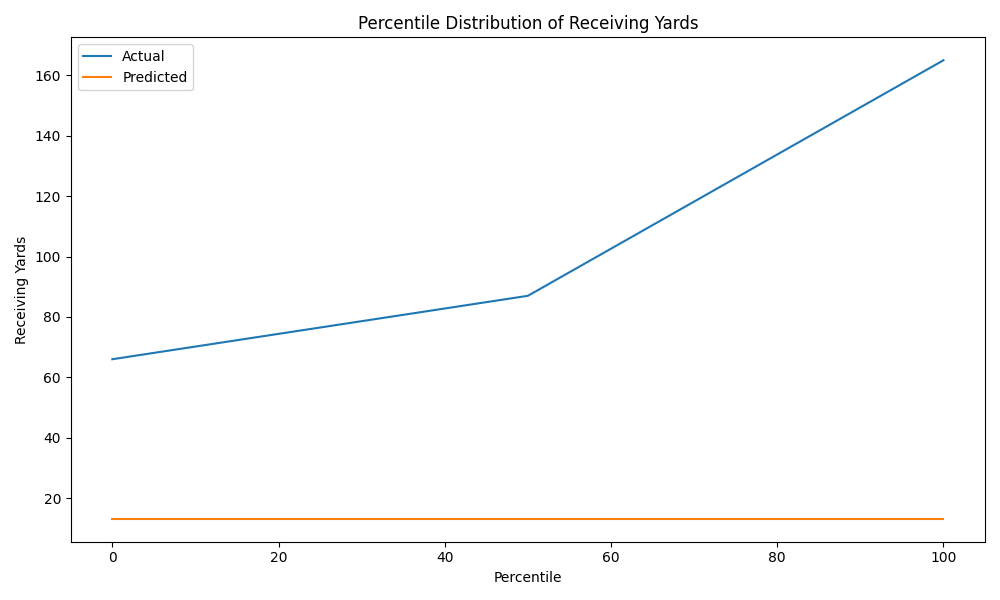 Percentile Distribution of Receiving Yards
Actual
Predicted
160
140
120
100
80
60
40
20
Receiving Yards
0 20 40 60 80 100
Percentile